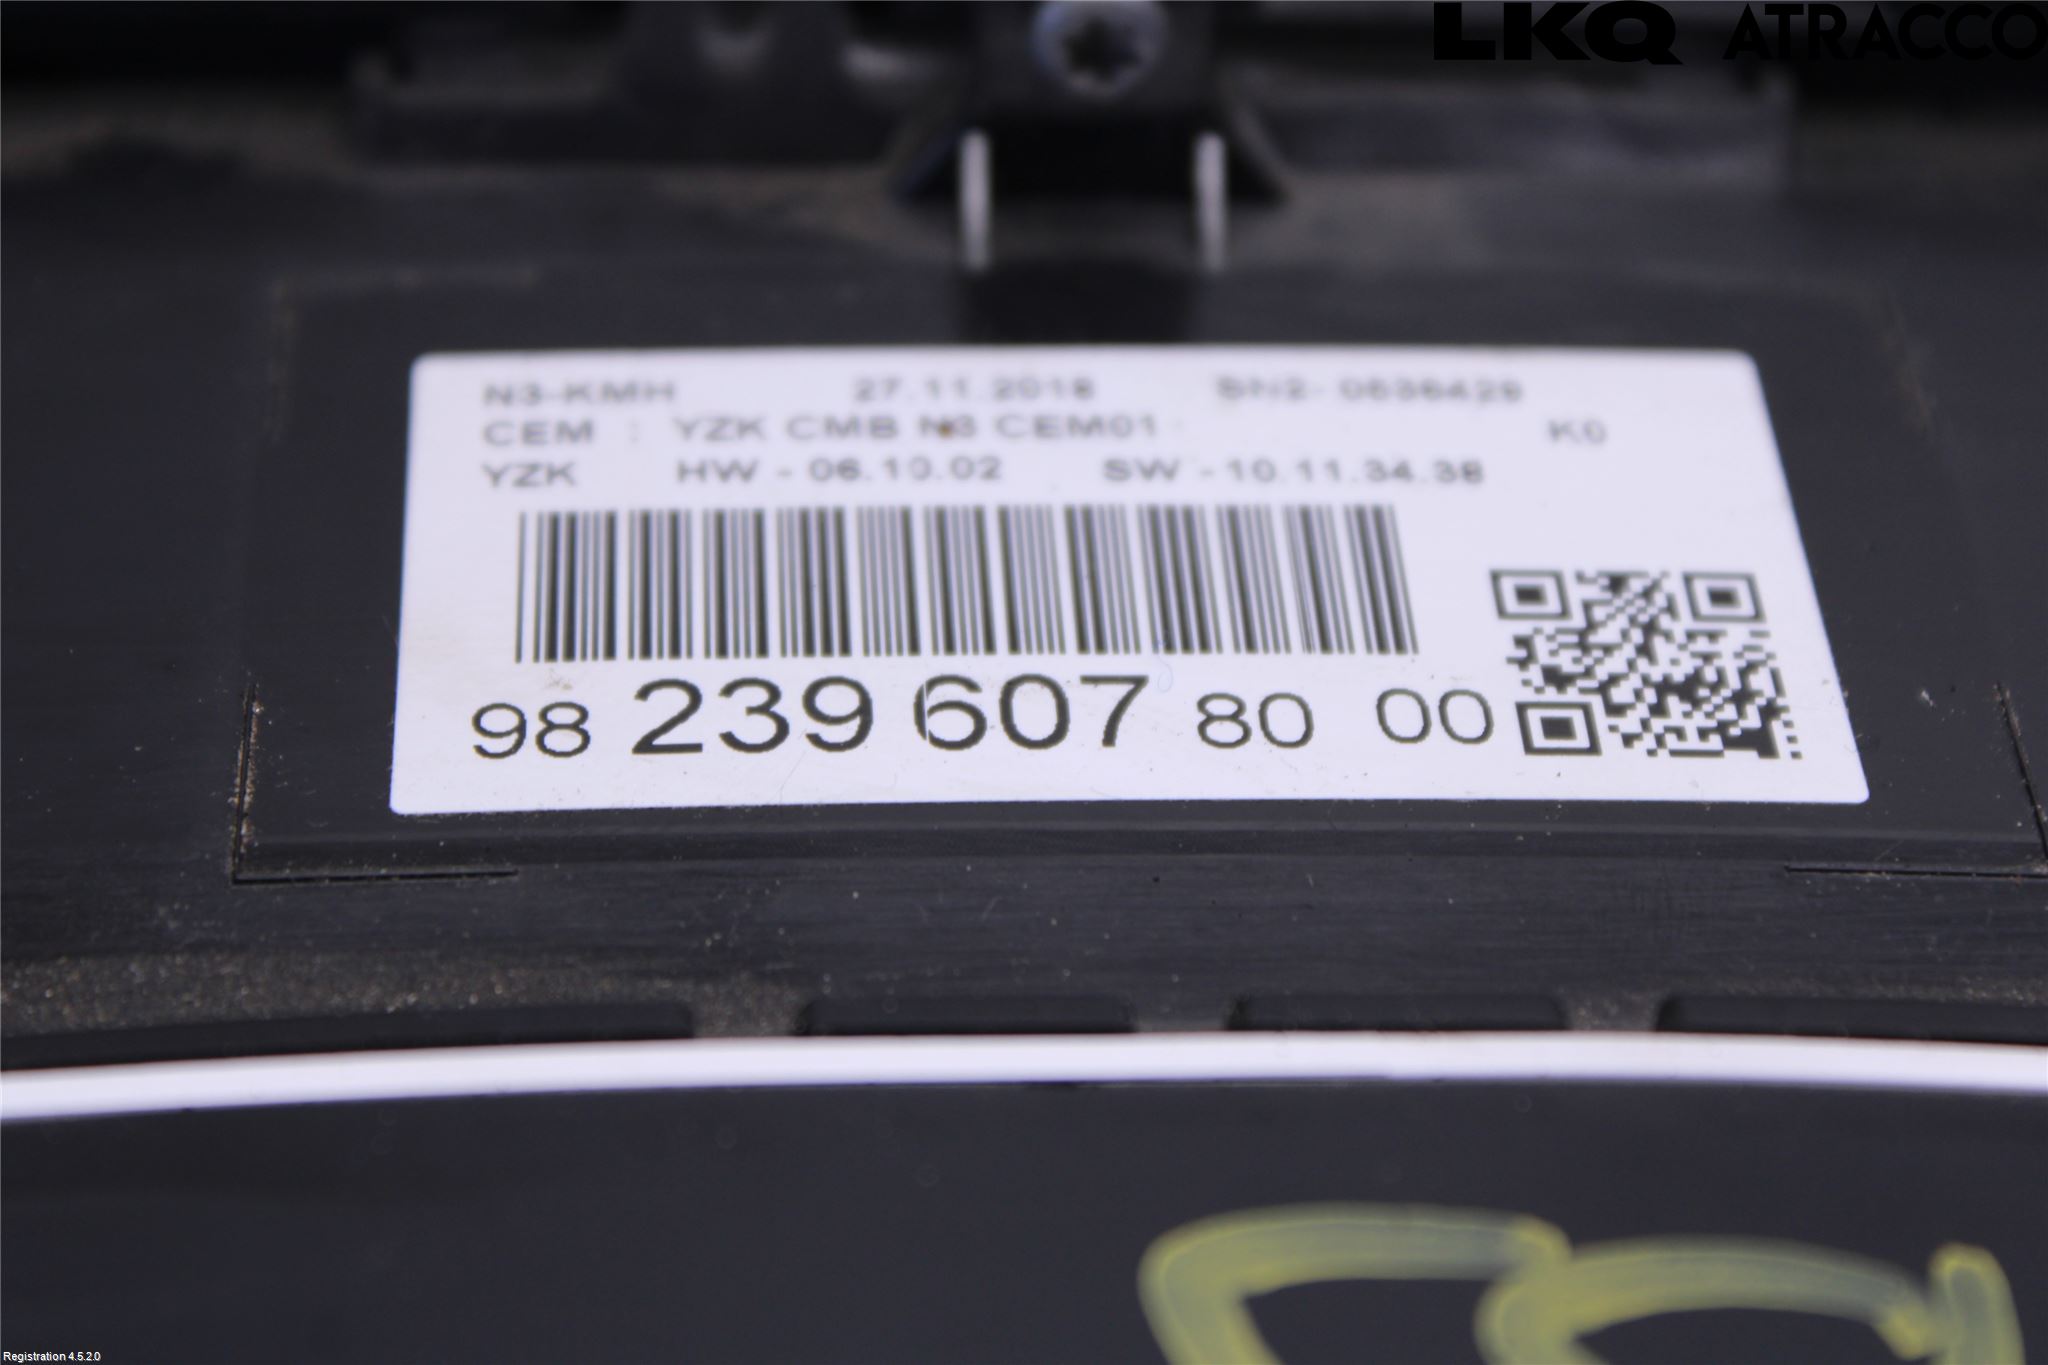 LKQ ATRACCO
N3-KMH 27.11.2018 SN2-
CEM : YZK CMB N3 CEM01 K0
YZK HW - 06.10.02 SW - 10.11.34.38
98 239 607 80 00
Registration 4.5.2.0